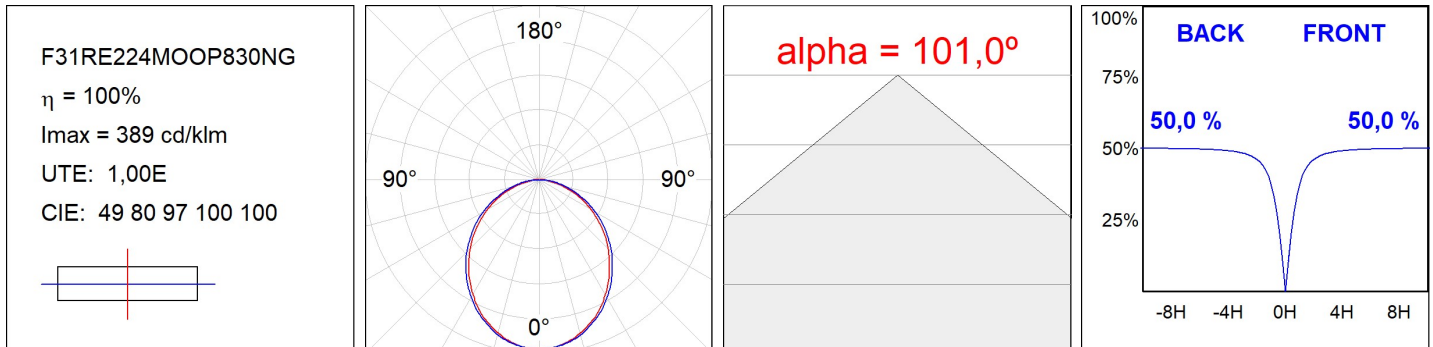 F31RE224MOOP830NG
η = 100%
Imax = 389 cd/klm
UTE: 1,00E
CIE: 49 80 97 100 100
180°
90°
90°
0°
alpha = 101,0º
100%
BACK
FRONT
75%
50,0 %
50,0 %
50%
25%
-8H
-4H
0H
4H
8H